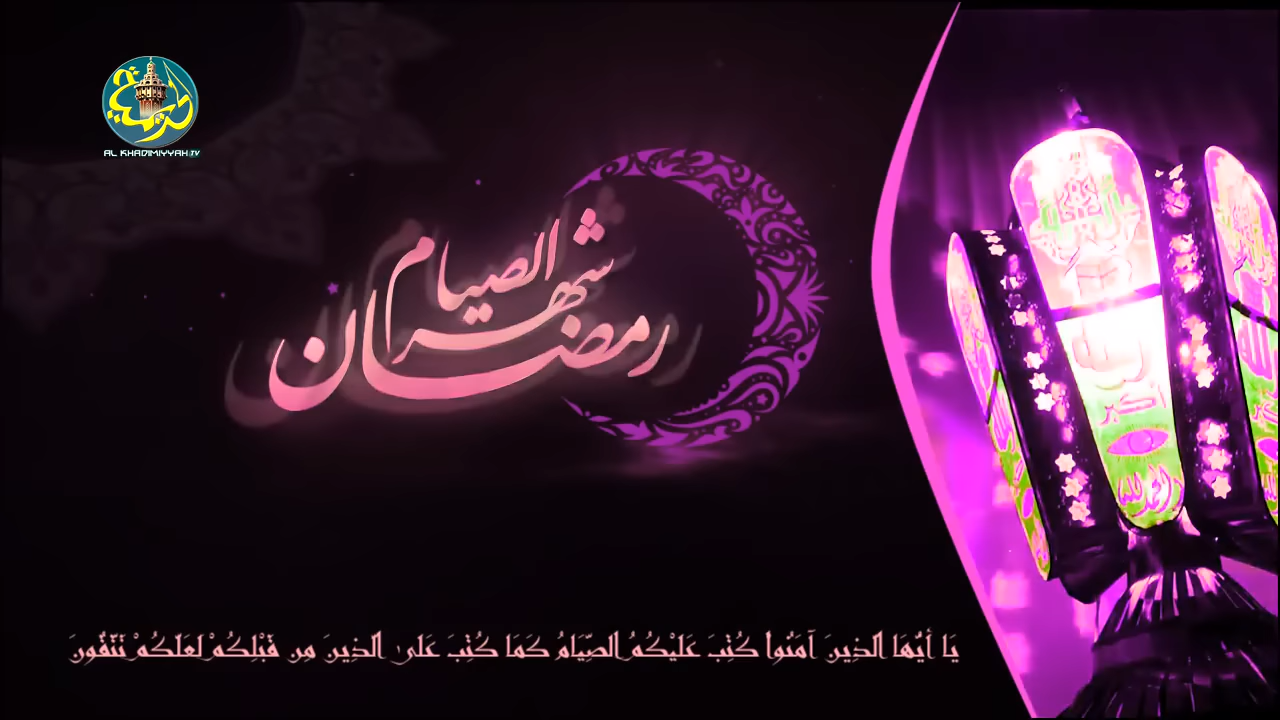 AL KHADIMIYYAH.TV
شهر الصيام
رمضان
يَا أَيُّهَا الَّذِينَ آمَنُوا كُتِبَ عَلَيْكُمُ الصِّيَامُ كَمَا كُتِبَ عَلَىٰ الَّذِينَ مِن قَبْلِكُمْ لَعَلَّكُمْ تَتَّقُونَ